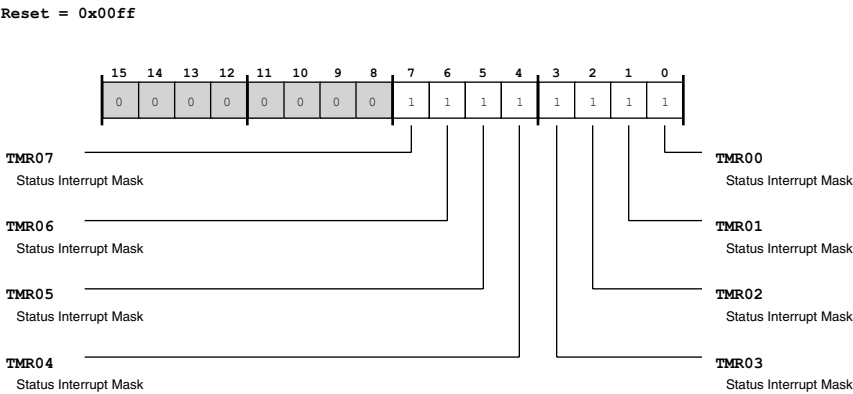 Reset = 0x00ff
15 14 13 12 11 10 9 8 7 6 5 4 3 2 1 0
0 0 0 0 0 0 0 0 1 1 1 1 1 1 1 1
TMR07
Status Interrupt Mask
TMR00
Status Interrupt Mask
TMR06
Status Interrupt Mask
TMR01
Status Interrupt Mask
TMR05
Status Interrupt Mask
TMR02
Status Interrupt Mask
TMR04
Status Interrupt Mask
TMR03
Status Interrupt Mask